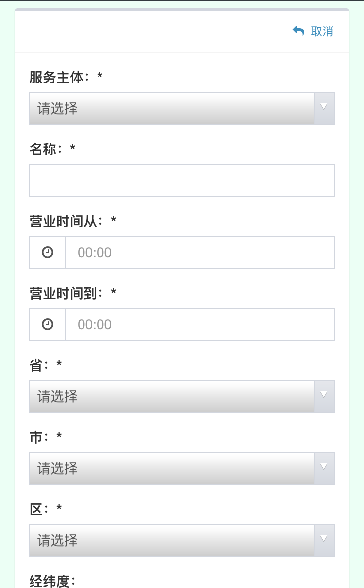 取消
服务主体：*
请选择
名称：*
营业时间从：*
00:00
营业时间到：*
00:00
省：*
请选择
市：*
请选择
区：*
请选择
经纬度：